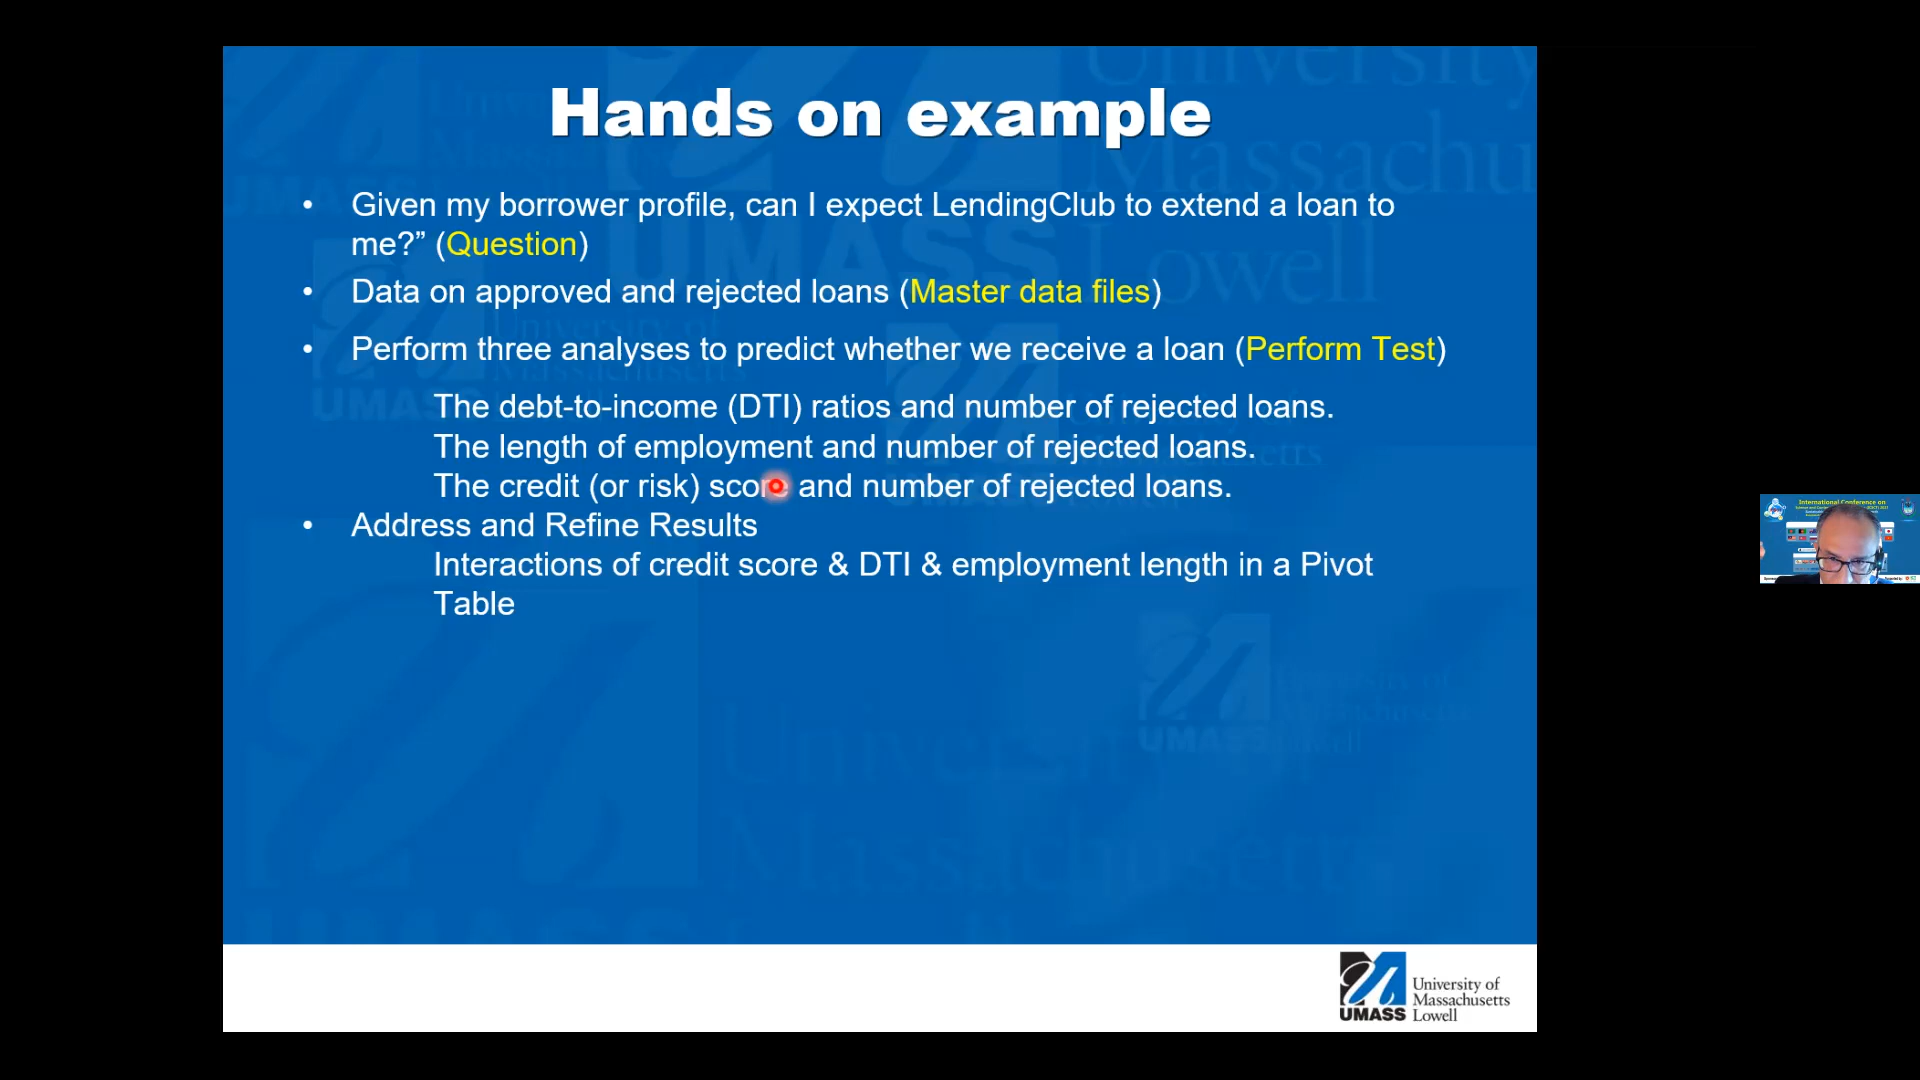 Hands on example
• Given my borrower profile, can I expect LendingClub to extend a loan to
me?” (Question)
• Data on approved and rejected loans (Master data files)
• Perform three analyses to predict whether we receive a loan (Perform Test)
The debt-to-income (DTI) ratios and number of rejected loans.
The length of employment and number of rejected loans.
The credit (or risk) score and number of rejected loans.
• Address and Refine Results
Interactions of credit score & DTI & employment length in a Pivot
Table
UMASS
University of
Massachusetts
Lowell
International Conference on